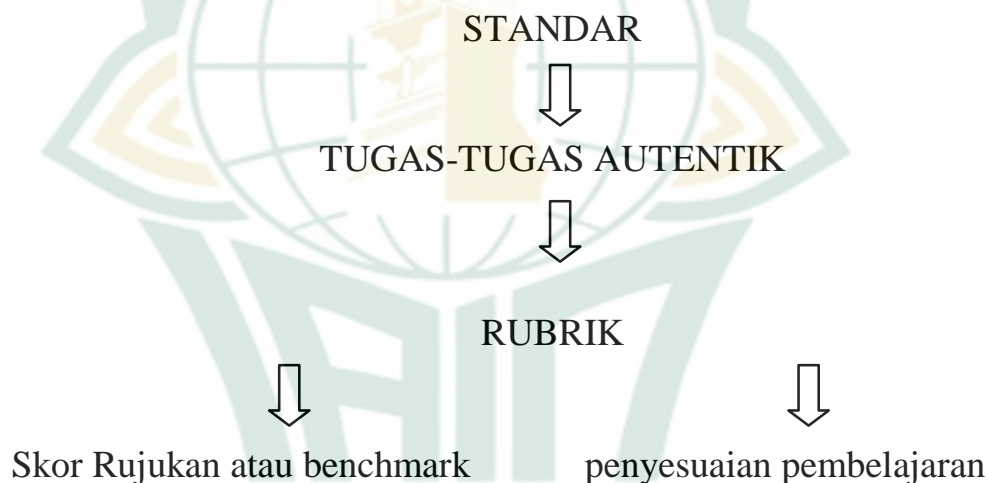 STANDAR
TUGAS-TUGAS AUTENTIK
RUBRIK
Skor Rujukan atau benchmark penyesuaian pembelajaran